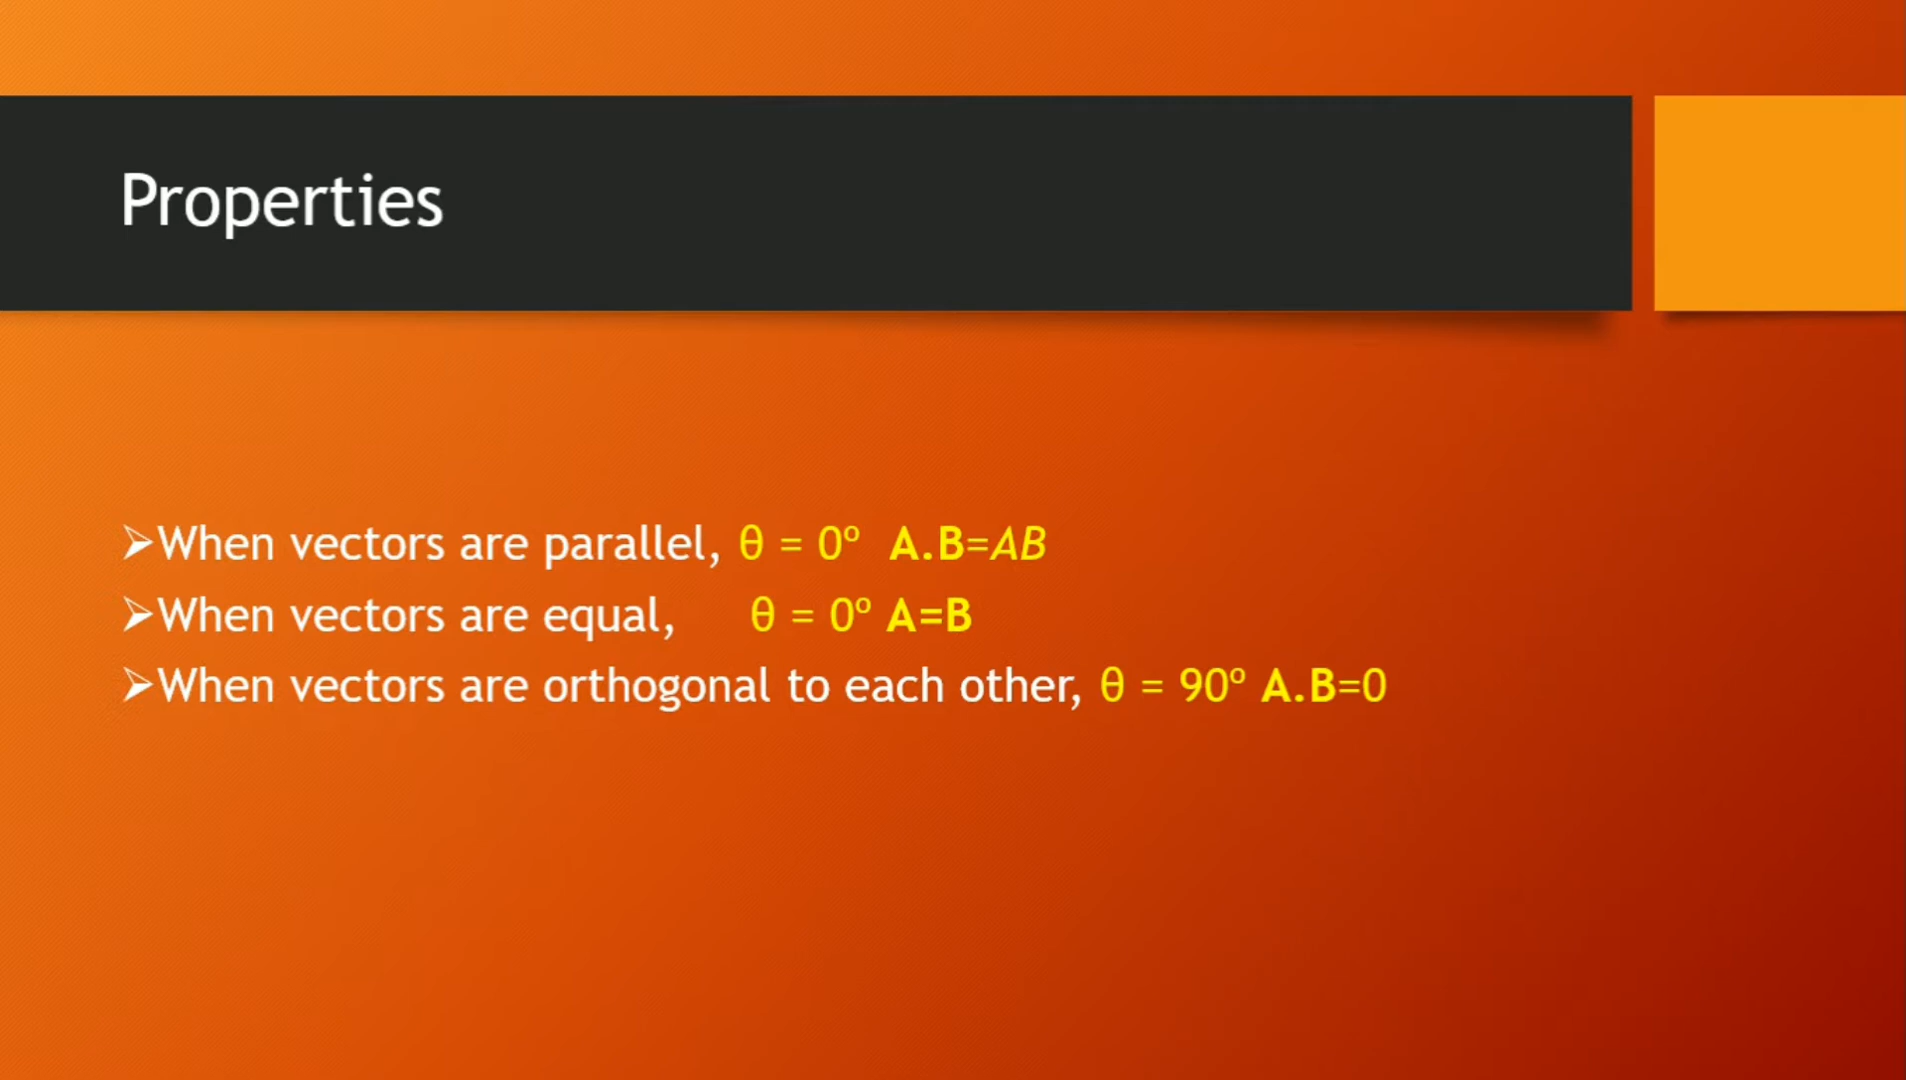 Properties
➢When vectors are parallel, θ = 0º A.B=AB
➢When vectors are equal, θ = 0º A=B
➢When vectors are orthogonal to each other, θ = 90º A.B=0